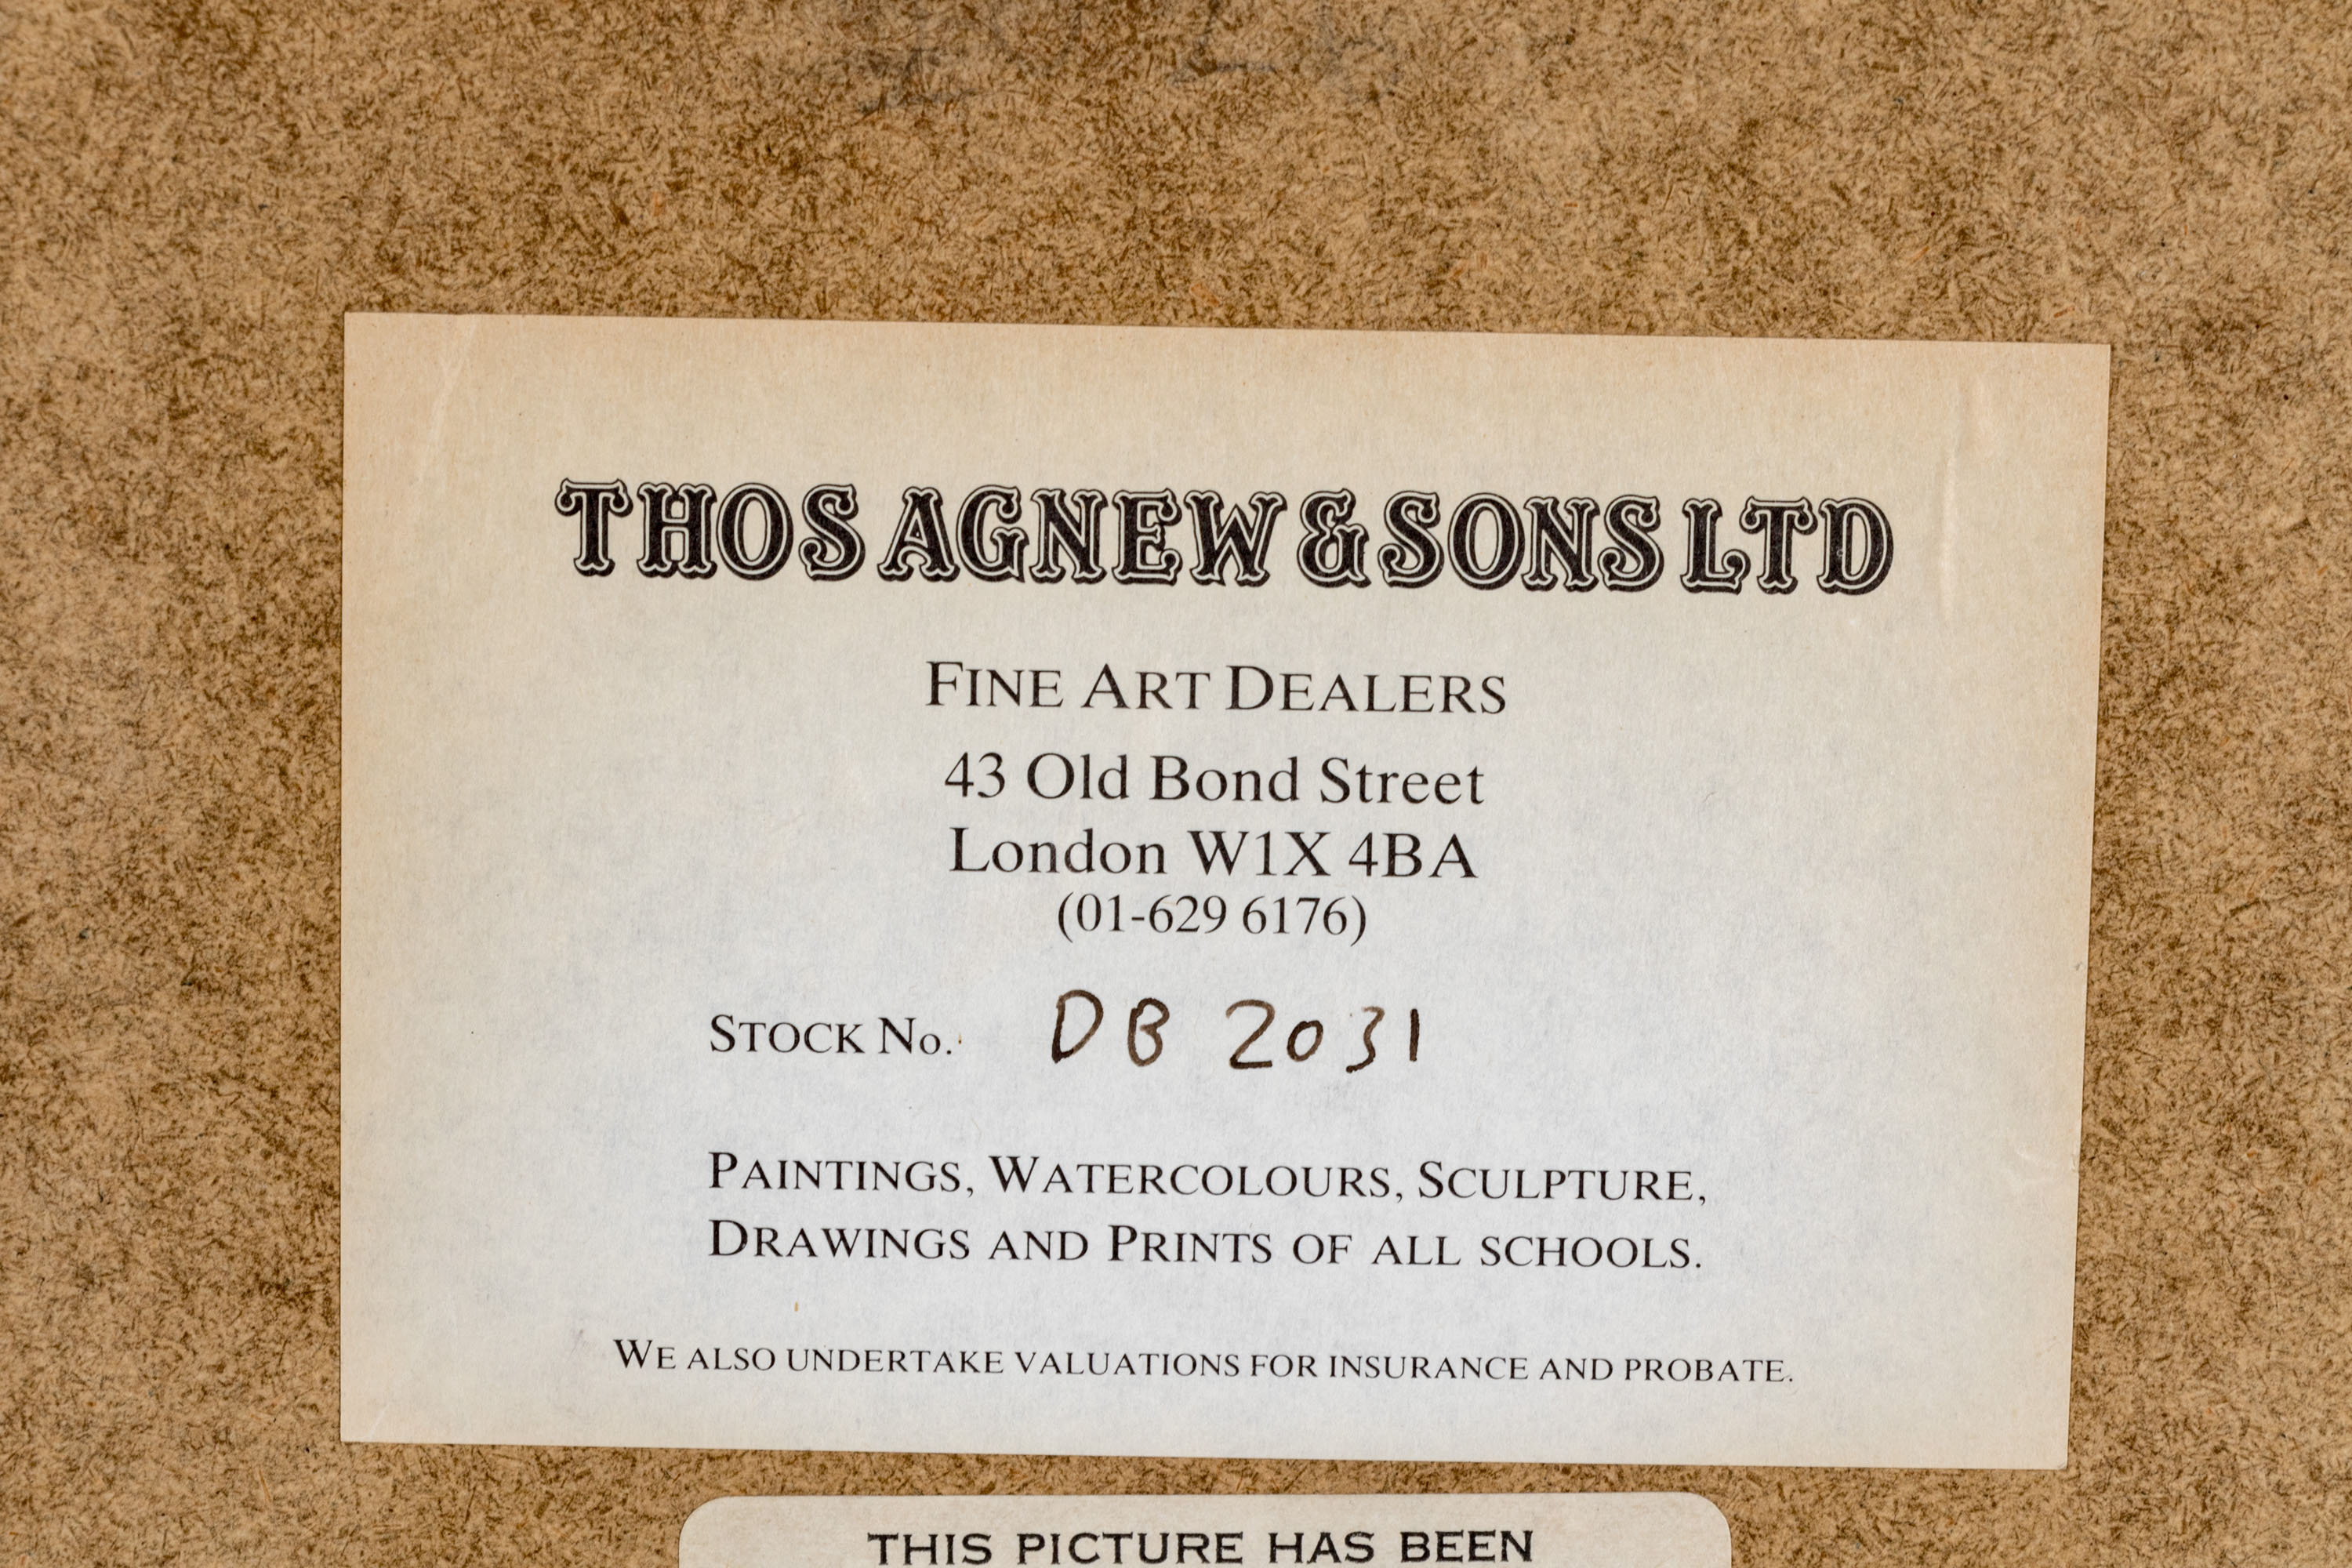 THOS AGNEW & SONS LTD
FINE ART DEALERS
43 Old Bond Street
London W1X 4BA
(01-629 6176)
STOCK No. DB 2031
PAINTINGS, WATERCOLOURS, SCULPTURE,
DRAWINGS AND PRINTS OF ALL SCHOOLS.
WE ALSO UNDERTAKE VALUATIONS FOR INSURANCE AND PROBATE.
THIS PICTURE HAS BEEN